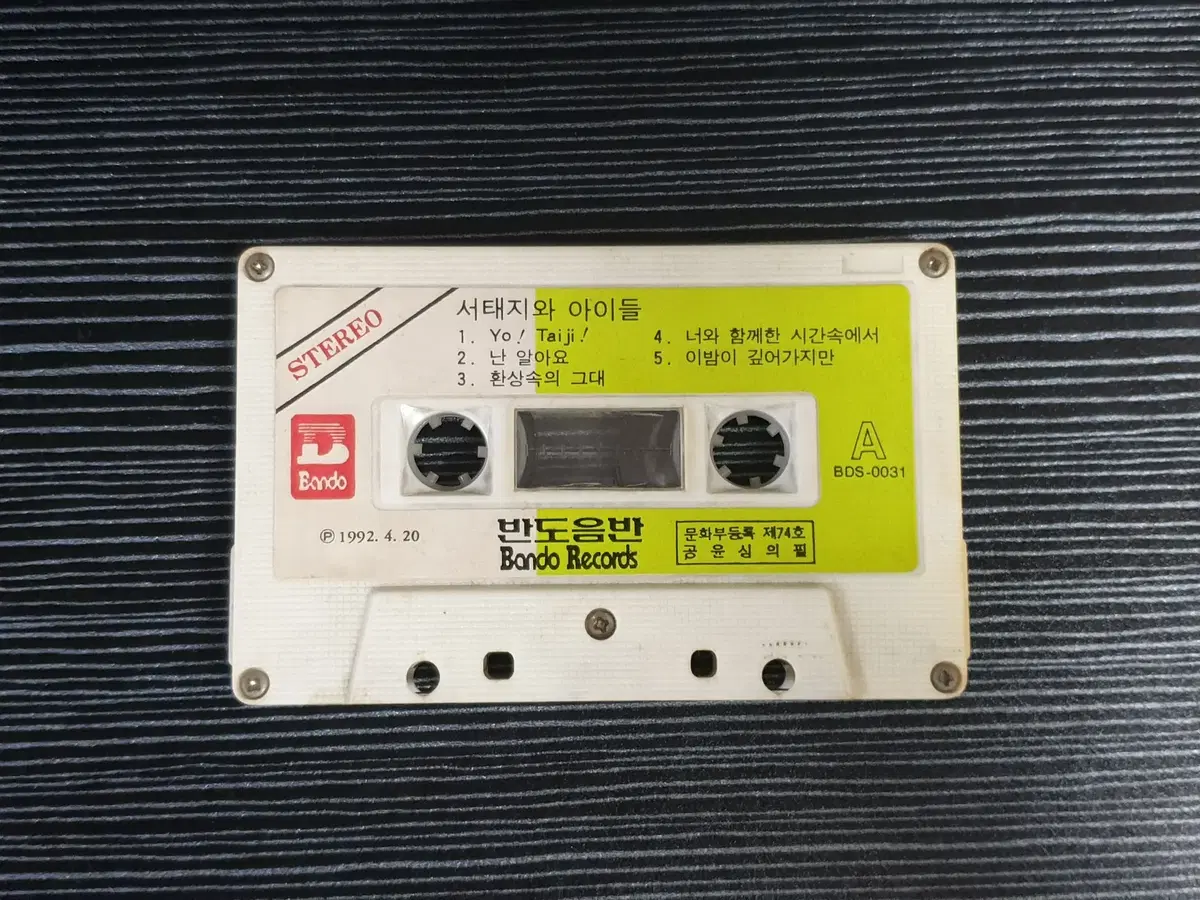 STEREO
서태지와 아이들
1. Yo! Taiji!
2. 난 알아요
3. 환상속의 그대
4. 너와 함께한 시간속에서
5. 이밤이 깊어가지만
Bando
A
BDS-0031
Ⓟ 1992. 4. 20
반도음반
Bando Records
문화부등록 제74호
공윤심의필